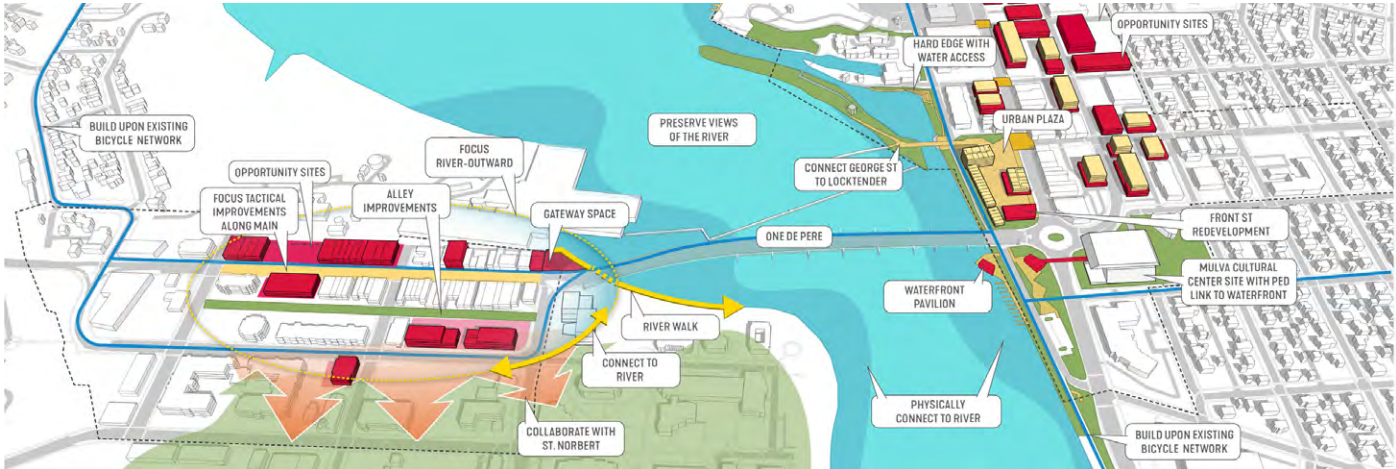 OPPORTUNITY SITES
HARD EDGE WITH
WATER ACCESS
BUILD UPON EXISTING
BICYCLE NETWORK
PRESERVE VIEWS
OF THE RIVER
URBAN PLAZA
FOCUS
RIVER-OUTWARD
OPPORTUNITY SITES
ALLEY
IMPROVEMENTS
CONNECT GEORGE ST
TO LOCKTENDER
FOCUS TACTICAL
IMPROVEMENTS
ALONG MAIN
GATEWAY SPACE
FRONT ST
REDEVELOPMENT
ONE DE PERE
MULVA CULTURAL
CENTER SITE WITH PED
LINK TO WATERFRONT
WATERFRONT
PAVILION
RIVER WALK
CONNECT TO
RIVER
PHYSICALLY
CONNECT TO RIVER
COLLABORATE WITH
ST. NORBERT
BUILD UPON EXISTING
BICYCLE NETWORK